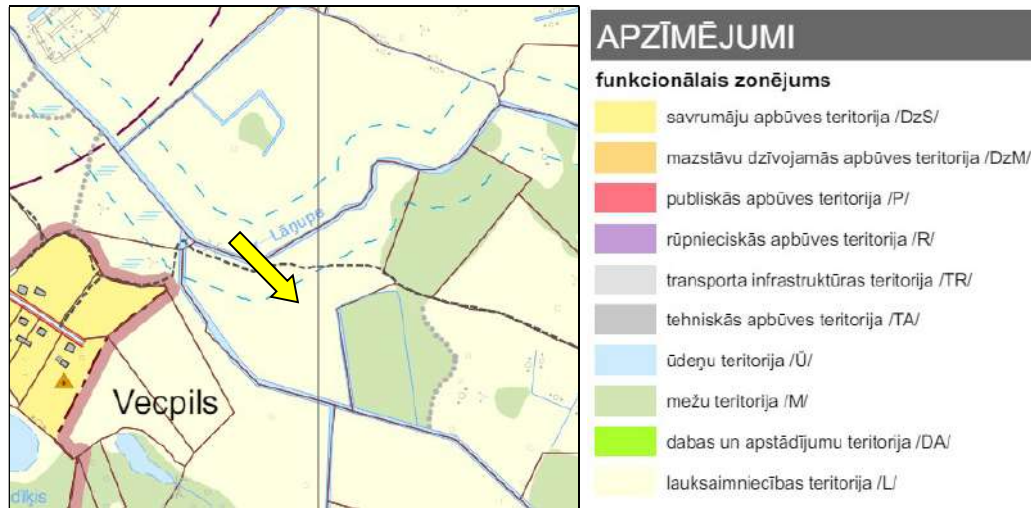 Lāņupe
Vecpils
dīķis
APZĪMĒJUMI
funkcionālais zonējums
savrumāju apbūves teritorija /DzS/
mazstāvu dzīvojamās apbūves teritorija /DzM/
publiskās apbūves teritorija /P/
rūpnieciskās apbūves teritorija /R/
transporta infrastruktūras teritorija /TR/
tehniskās apbūves teritorija /TA/
ūdeņu teritorija /Ū/
mežu teritorija /M/
dabas un apstādījumu teritorija /DA/
lauksaimniecības teritorija /L/